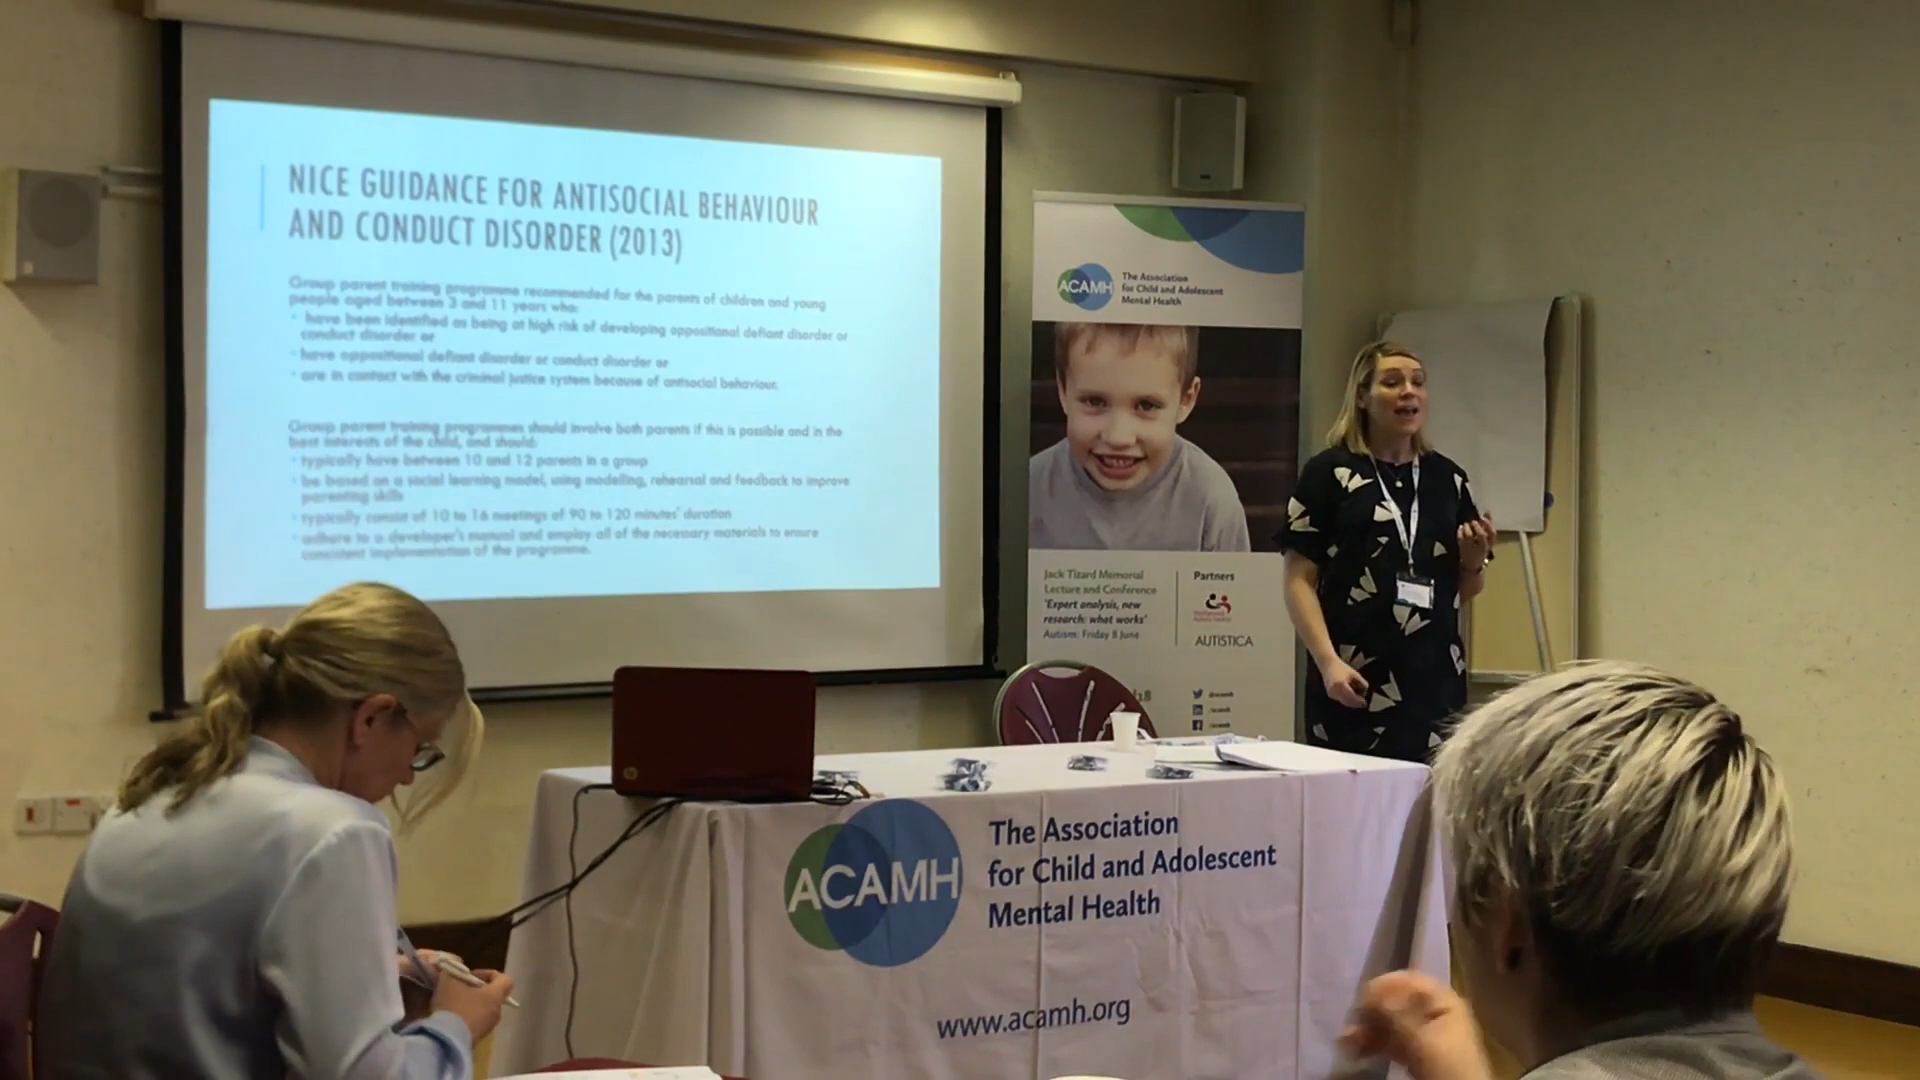 NICE GUIDANCE FOR ANTISOCIAL BEHAVIOUR
AND CONDUCT DISORDER (2013)
Group parent training programme recommended for the parents of children and young
people aged between 3 and 11 years who:
have been identified as being at high risk of developing oppositional defiant disorder or
conduct disorder or
have oppositional defiant disorder or conduct disorder or
are in contact with the criminal justice system because of antisocial behaviour.
Group parent training programmes should involve both parents if this is possible and in the
best interests of the child, and should:
typically have between 10 and 12 parents in a group
be based on a social learning model, using modelling, rehearsal and feedback to improve
parenting skills
typically consist of 10 to 16 meetings of 90 to 120 minutes' duration
adhere to a developer's manual and employ all of the necessary materials to ensure
consistent implementation of the programme.
ACAMH
The Association
for Child and Adolescent
Mental Health
Jack Tizard Memorial
Lecture and Conference
'Expert analysis, new
research: what works'
Autism: Friday 8 June
Partners
AUTISTICA
18
@acamh
/acamh
/acamh
ACAMH
The Association
for Child and Adolescent
Mental Health
www.acamh.org